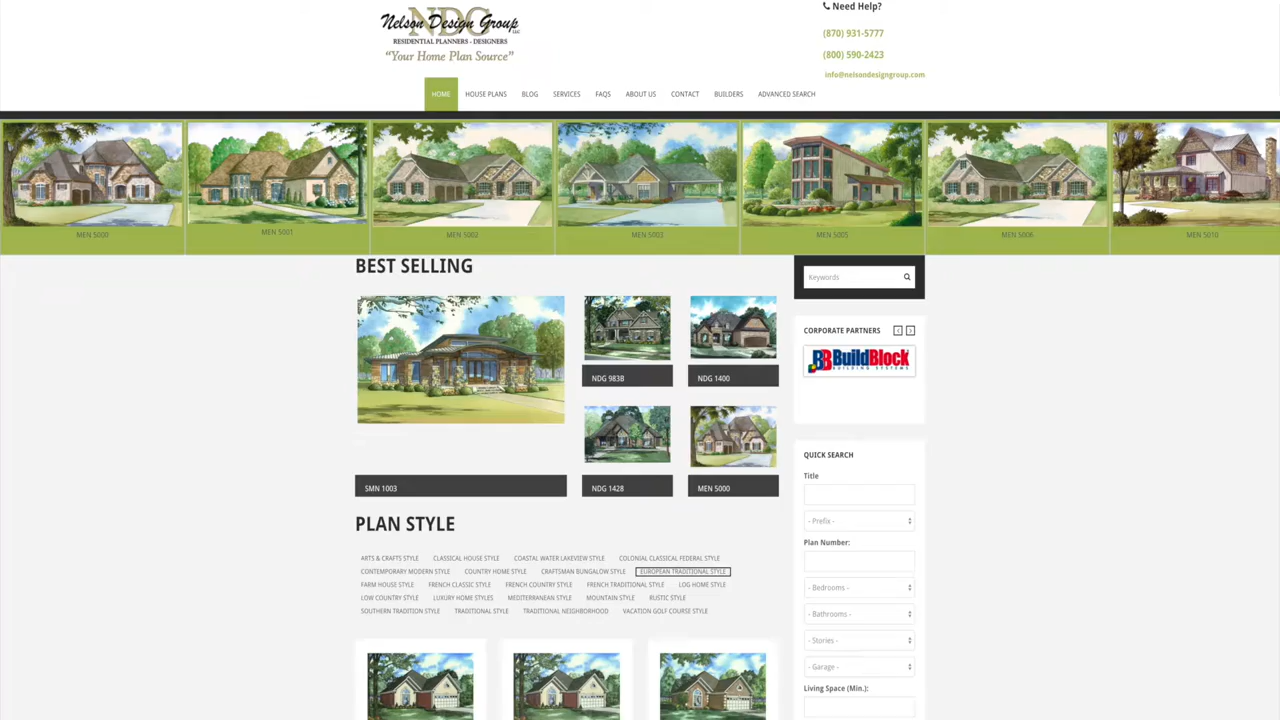 NDG
Nelson Design Group LLC
RESIDENTIAL PLANNERS - DESIGNERS
"Your Home Plan Source"
Need Help?
(870) 931-5777
(800) 590-2423
info@nelsondesigngroup.com
HOME HOUSE PLANS BLOG SERVICES FAQS ABOUT US CONTACT BUILDERS ADVANCED SEARCH
MEN 5000 MEN 5001 MEN 5002 MEN 5003 MEN 5005 MEN 5006 MEN 5010
BEST SELLING
SMN 1003
NDG 983B
NDG 1400
NDG 1428
MEN 5000
PLAN STYLE
ARTS & CRAFTS STYLE CLASSICAL HOUSE STYLE COASTAL WATER LAKEVIEW STYLE COLONIAL CLASSICAL FEDERAL STYLE
CONTEMPORARY MODERN STYLE COUNTRY HOME STYLE CRAFTSMAN BUNGALOW STYLE EUROPEAN TRADITIONAL STYLE
FARM HOUSE STYLE FRENCH CLASSIC STYLE FRENCH COUNTRY STYLE FRENCH TRADITIONAL STYLE LOG HOME STYLE
LOW COUNTRY STYLE LUXURY HOME STYLES MEDITERRANEAN STYLE MOUNTAIN STYLE RUSTIC STYLE
SOUTHERN TRADITION STYLE TRADITIONAL STYLE TRADITIONAL NEIGHBORHOOD VACATION GOLF COURSE STYLE
Keywords
CORPORATE PARTNERS
BB BuildBlock
BUILDING SYSTEMS
QUICK SEARCH
Title
- Prefix -
Plan Number:
- Bedrooms -
- Bathrooms -
- Stories -
- Garage -
Living Space (Min.):